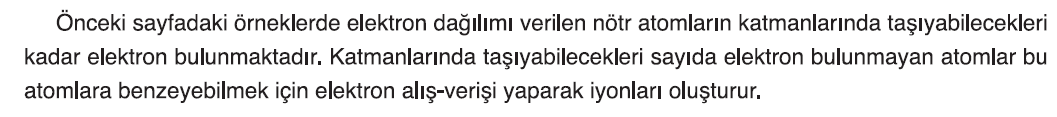 Önceki sayfadaki örneklerde elektron dağılımı verilen nötr atomların katmanlarında taşıyabilecekleri
kadar elektron bulunmaktadır. Katmanlarında taşıyabilecekleri sayıda elektron bulunmayan atomlar bu
atomlara benzeyebilmek için elektron alış-verişi yaparak iyonları oluşturur.